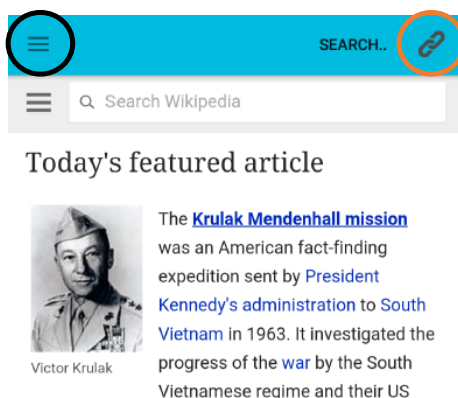 SEARCH..
Search Wikipedia
Today's featured article
The Krulak Mendenhall mission
was an American fact-finding
expedition sent by President
Kennedy's administration to South
Vietnam in 1963. It investigated the
progress of the war by the South
Vietnamese regime and their US
Victor Krulak